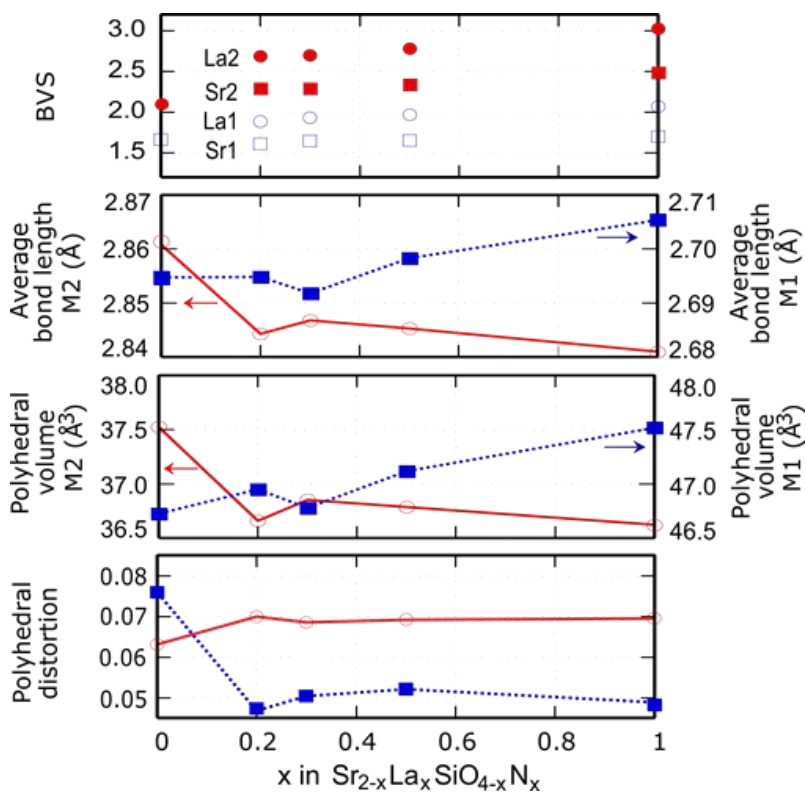 3.0
2.5
2.0
1.5
BVS
La2
Sr2
La1
Sr1
2.87
2.86
2.85
2.84
Average
bond length
M2 (Å)
2.71
2.70
2.69
2.68
Average
bond length
M1 (Å)
38.0
37.5
37.0
36.5
Polyhedral
volume
M2 (Å³)
48.0
47.5
47.0
46.5
Polyhedral
volume
M1 (Å³)
0.08
0.07
0.06
0.05
Polyhedral
distortion
0 0.2 0.4 0.6 0.8 1
x in Sr₂₋ₓLaₓSiO₄₋ₓNₓ